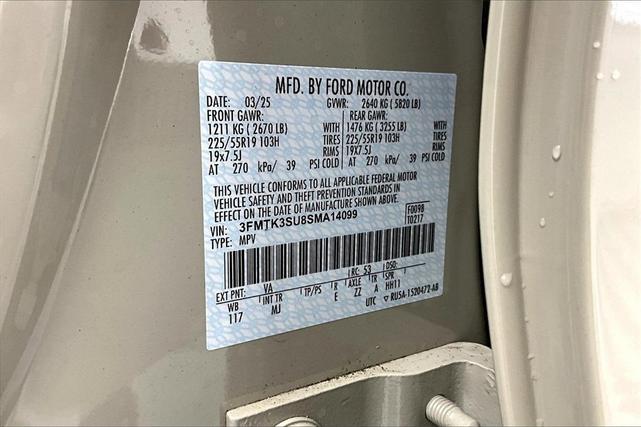 MFD. BY FORD MOTOR CO.
DATE: 03/25 GVWR: 2640 KG ( 5820 LB)
FRONT GAWR: REAR GAWR:
1211 KG ( 2670 LB) WITH 1476 KG ( 3255 LB) WITH
225/55R19 103H TIRES 225/55R19 103H TIRES
19x7.5J RIMS 19x7.5J RIMS
AT 270 kPa/ 39 PSI COLD AT 270 kPa/ 39 PSI COLD
THIS VEHICLE CONFORMS TO ALL APPLICABLE FEDERAL MOTOR
VEHICLE SAFETY AND THEFT PREVENTION STANDARDS IN
EFFECT ON THE DATE OF MANUFACTURE SHOWN ABOVE.
VIN: 3FMTK3SU8SMA14099 F0098
TYPE: MPV T0217
EXT PNT: VA RC: 53 DSO:
WB INT TR TP/PS R AXLE TR SPR
117 MJ E ZZ A HH11
UTC ▽ RU5A-1520472-AB